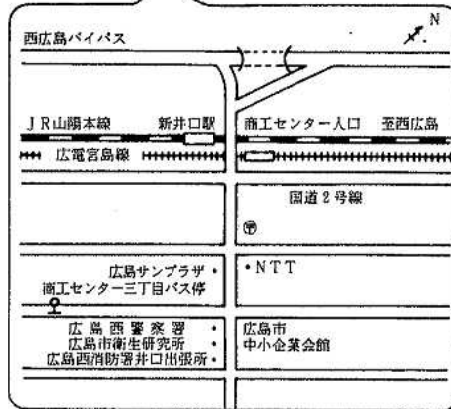 N
西広島バイパス
JR山陽本線 新井口駅 商工センター入口 至西広島
広電宮島線
国道2号線
〒
広島サンプラザ・ ・NTT
商工センター三丁目バス停
広島西警察署・ 広島市
広島市衛生研究所・ 中小企業会館
広島西消防署井口出張所・